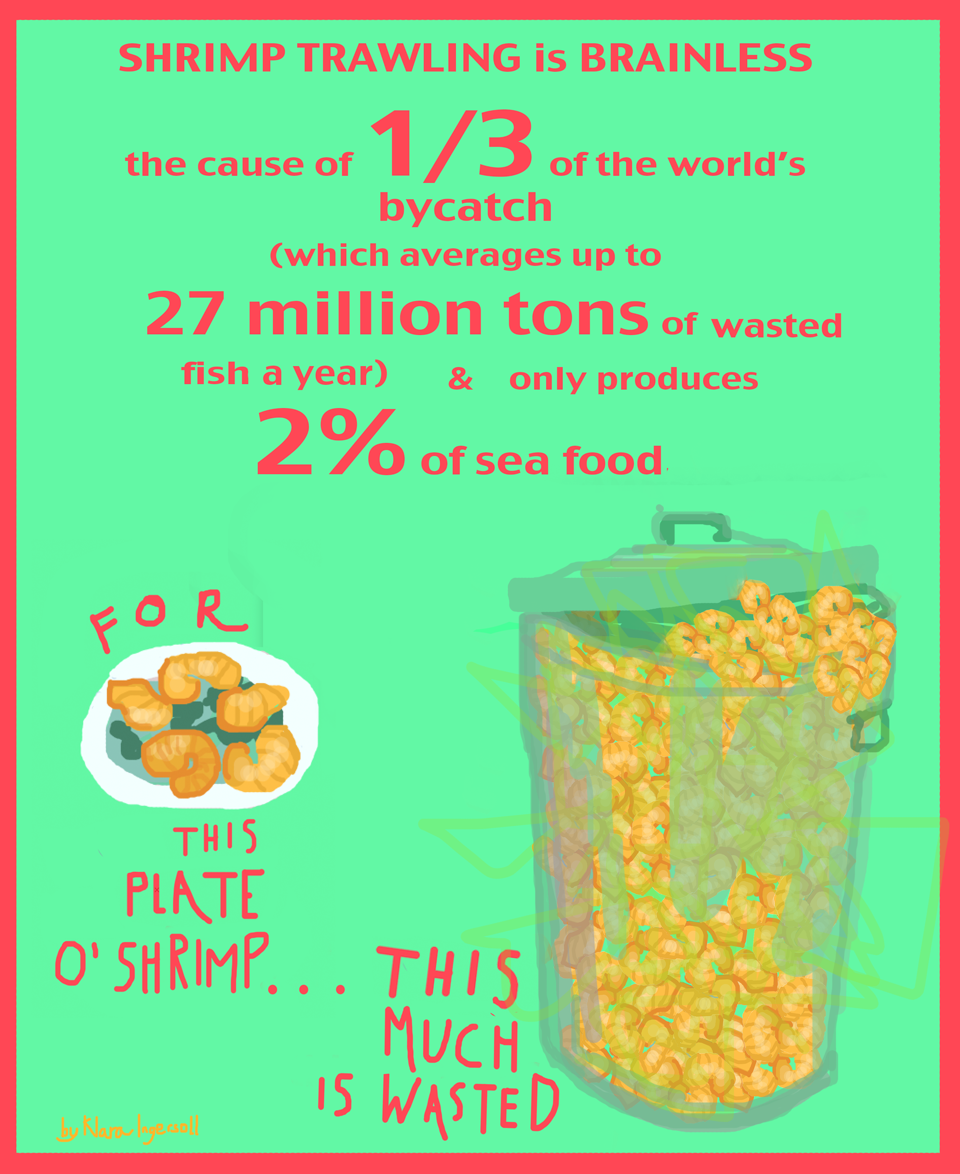 SHRIMP TRAWLING is BRAINLESS
the cause of 1/3 of the world's
bycatch
(which averages up to
27 million tons of wasted
fish a year) & only produces
2% of sea food.
FOR
THIS
PLATE
O' SHRIMP... THIS
MUCH
IS WASTED
by Klara Ingersoll